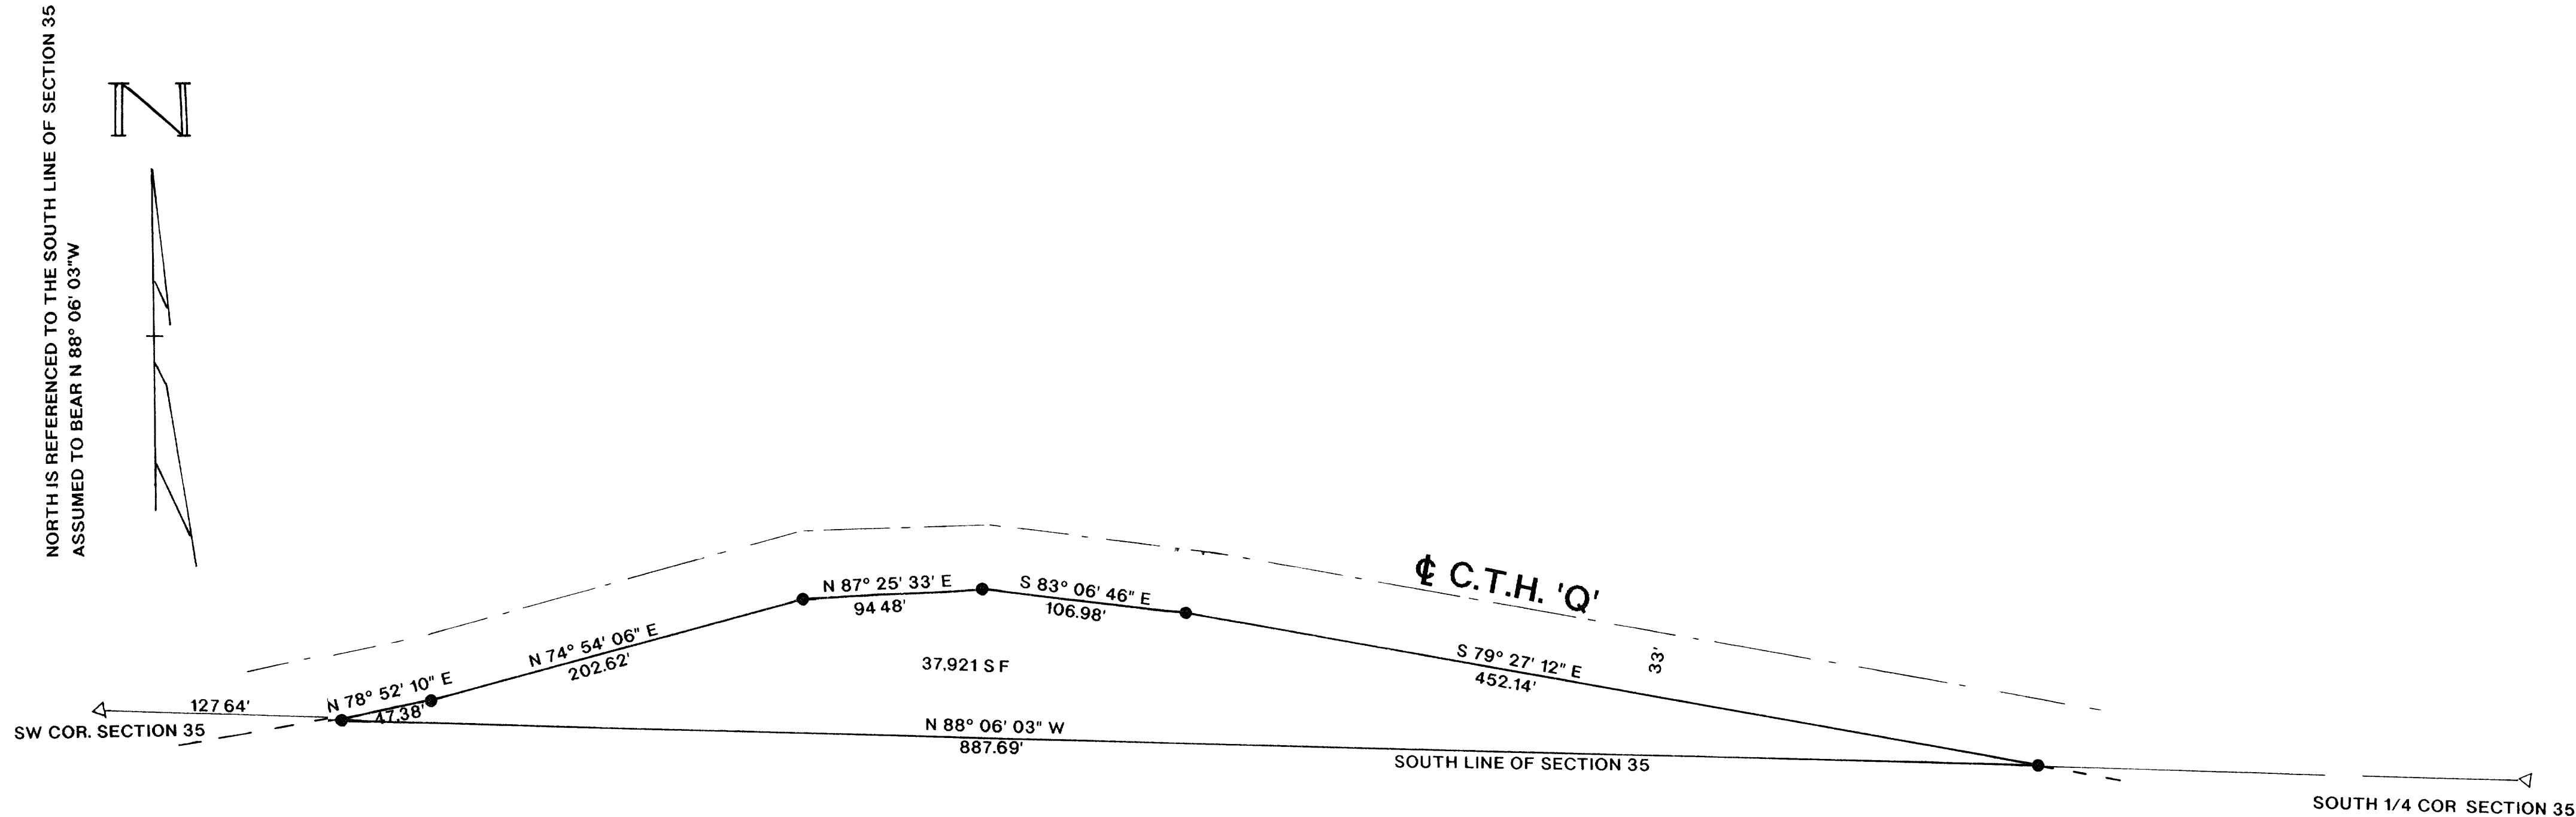 NORTH IS REFERENCED TO THE SOUTH LINE OF SECTION 35
ASSUMED TO BEAR N 88° 06' 03"W
N
℄ C.T.H. 'Q'
N 87° 25' 33' E
94 48'
S 83° 06' 46" E
106.98'
N 74° 54' 06" E
202.62'
37,921 S F
S 79° 27' 12" E
452.14'
33'
N 78° 52' 10" E
47.38'
127 64'
SW COR. SECTION 35
N 88° 06' 03" W
887.69'
SOUTH LINE OF SECTION 35
SOUTH 1/4 COR SECTION 35